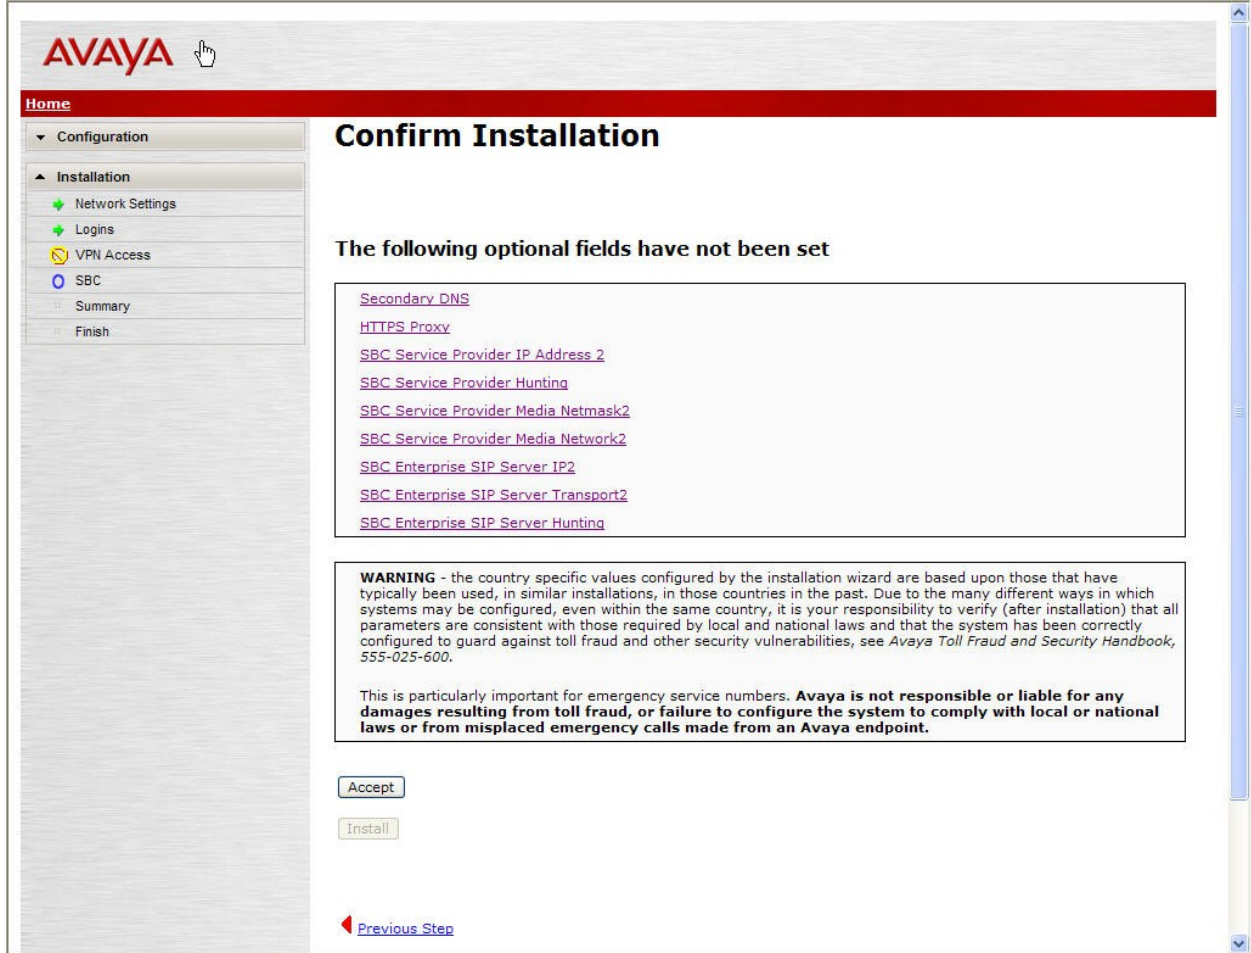 AVAYA
Home
Configuration
Installation
Network Settings
Logins
VPN Access
SBC
Summary
Finish
Confirm Installation
The following optional fields have not been set
Secondary DNS
HTTPS Proxy
SBC Service Provider IP Address 2
SBC Service Provider Hunting
SBC Service Provider Media Netmask2
SBC Service Provider Media Network2
SBC Enterprise SIP Server IP2
SBC Enterprise SIP Server Transport2
SBC Enterprise SIP Server Hunting
WARNING - the country specific values configured by the installation wizard are based upon those that have
typically been used, in similar installations, in those countries in the past. Due to the many different ways in which
systems may be configured, even within the same country, it is your responsibility to verify (after installation) that all
parameters are consistent with those required by local and national laws and that the system has been correctly
configured to guard against toll fraud and other security vulnerabilities, see Avaya Toll Fraud and Security Handbook,
555-025-600.
This is particularly important for emergency service numbers. Avaya is not responsible or liable for any
damages resulting from toll fraud, or failure to configure the system to comply with local or national
laws or from misplaced emergency calls made from an Avaya endpoint.
Accept
Install
Previous Step